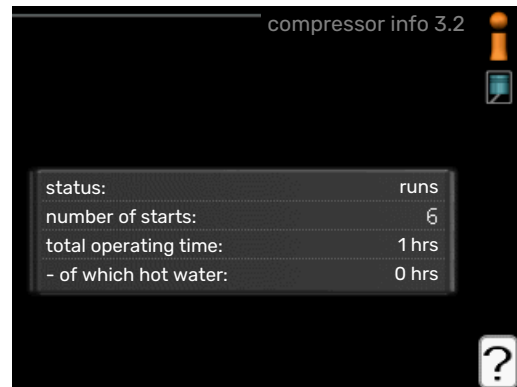 compressor info 3.2
status: runs
number of starts: 6
total operating time: 1 hrs
- of which hot water: 0 hrs
?